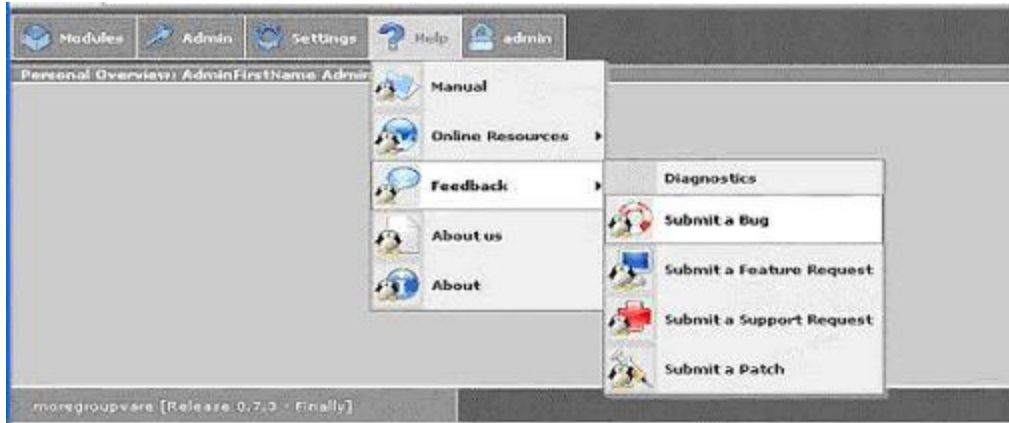 Modules Admin Settings Help admin
Personal Overview: AdminFirstName Admin
Manual
Online Resources
Feedback
About us
About
Diagnostics
Submit a Bug
Submit a Feature Request
Submit a Support Request
Submit a Patch
moregroupware [Release 0.7.3 - Finally]